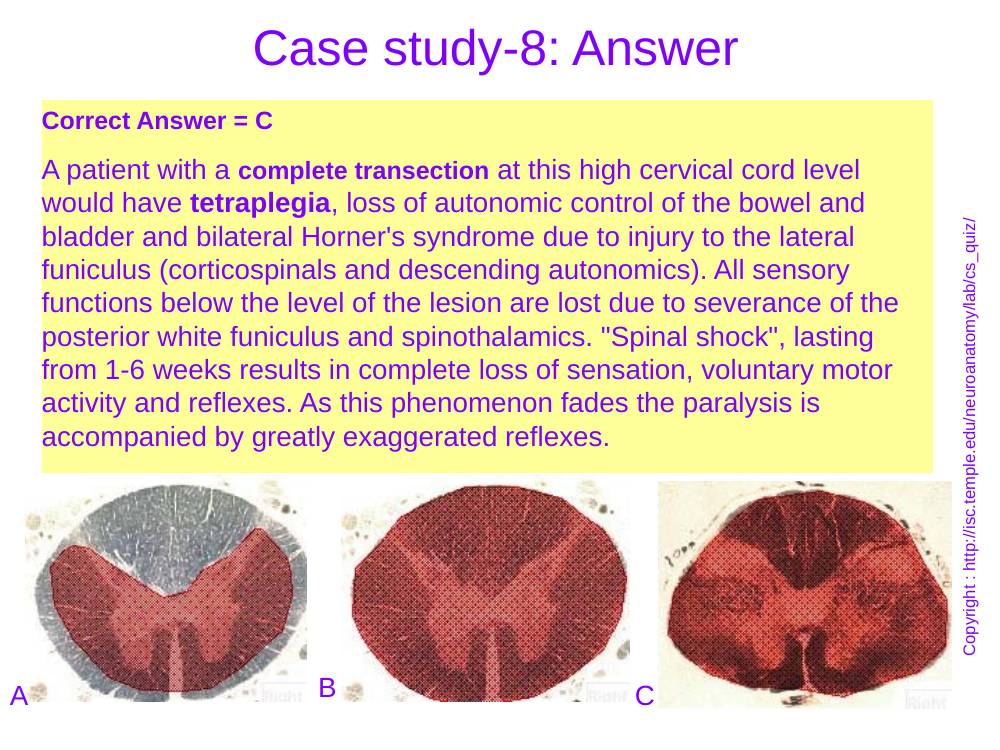 Case study-8: Answer
Correct Answer = C
A patient with a complete transection at this high cervical cord level
would have tetraplegia, loss of autonomic control of the bowel and
bladder and bilateral Horner's syndrome due to injury to the lateral
funiculus (corticospinals and descending autonomics). All sensory
functions below the level of the lesion are lost due to severance of the
posterior white funiculus and spinothalamics. "Spinal shock", lasting
from 1-6 weeks results in complete loss of sensation, voluntary motor
activity and reflexes. As this phenomenon fades the paralysis is
accompanied by greatly exaggerated reflexes.
Copyright : http://isc.temple.edu/neuroanatomy/lab/cs_quiz/
A
Right
B
Right
C
Right